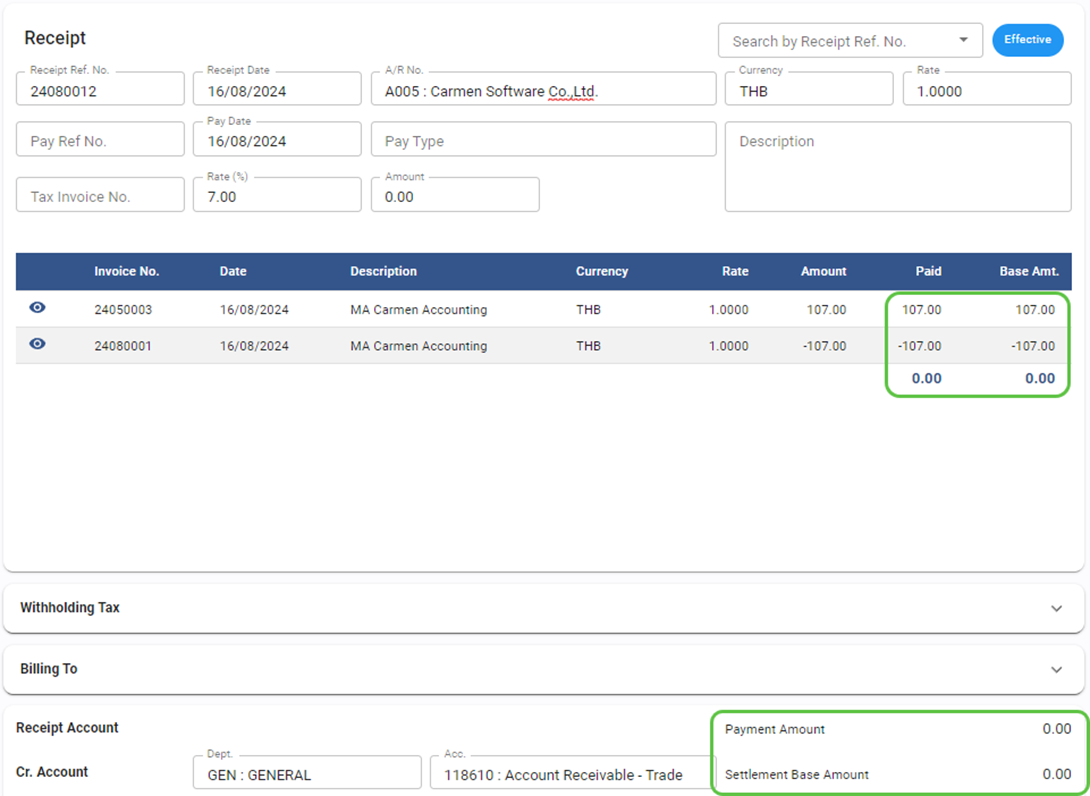 Receipt
Search by Receipt Ref. No.
Effective
Receipt Ref. No.
24080012
Receipt Date
16/08/2024
A/R No.
A005 : Carmen Software Co.,Ltd.
Currency
THB
Rate
1.0000
Pay Ref No.
Pay Date
16/08/2024
Pay Type
Description
Tax Invoice No.
Rate (%)
7.00
Amount
0.00
Invoice No. Date Description Currency Rate Amount Paid Base Amt.
24050003 16/08/2024 MA Carmen Accounting THB 1.0000 107.00 107.00 107.00
24080001 16/08/2024 MA Carmen Accounting THB 1.0000 -107.00 -107.00 -107.00
0.00 0.00
Withholding Tax
Billing To
Receipt Account
Payment Amount 0.00
Cr. Account
Dept.
GEN : GENERAL
Acc.
118610 : Account Receivable - Trade
Settlement Base Amount 0.00